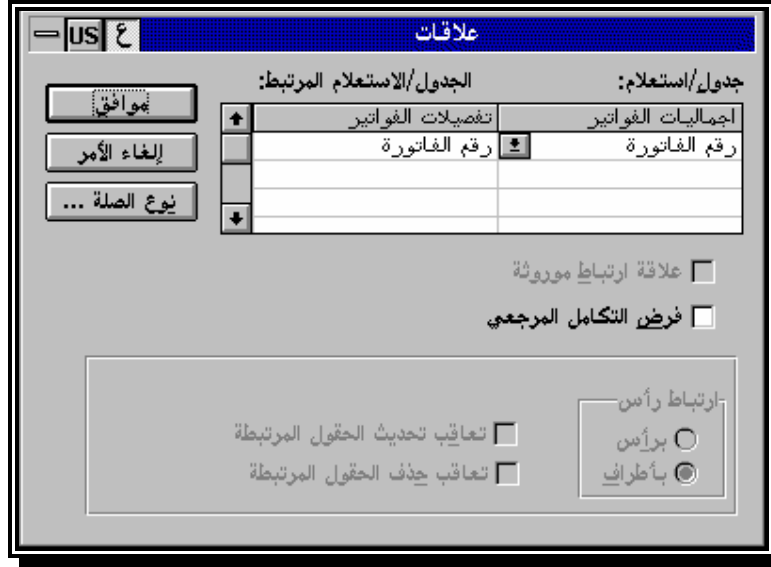 علاقات
ع US
جدول/استعلام:
الجدول/الاستعلام المرتبط:
اجماليات الفواتير
تفصيلات الفواتير
رقم الفاتورة
رقم الفاتورة
موافق
إلغاء الأمر
نوع الصلة ...
علاقة ارتباط موروثة
فرض التكامل المرجعي
ارتباط رأس
برأس
بأطراف
تعاقب تحديث الحقول المرتبطة
تعاقب حذف الحقول المرتبطة